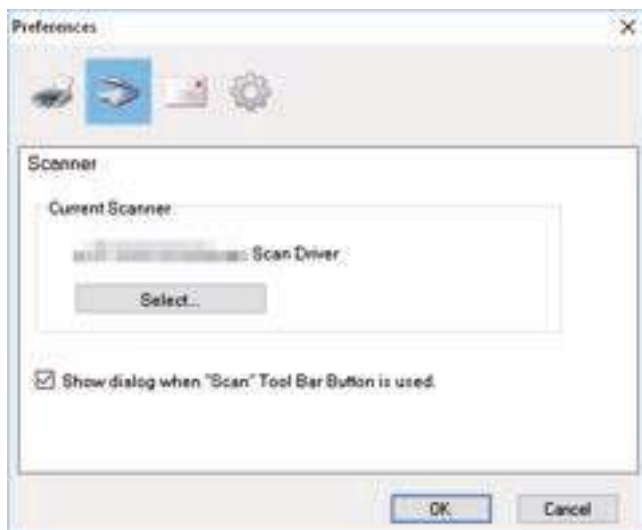 Preferences
Scanner
Current Scanner
Scan Driver
Select...
Show dialog when "Scan" Tool Bar Button is used.
OK
Cancel